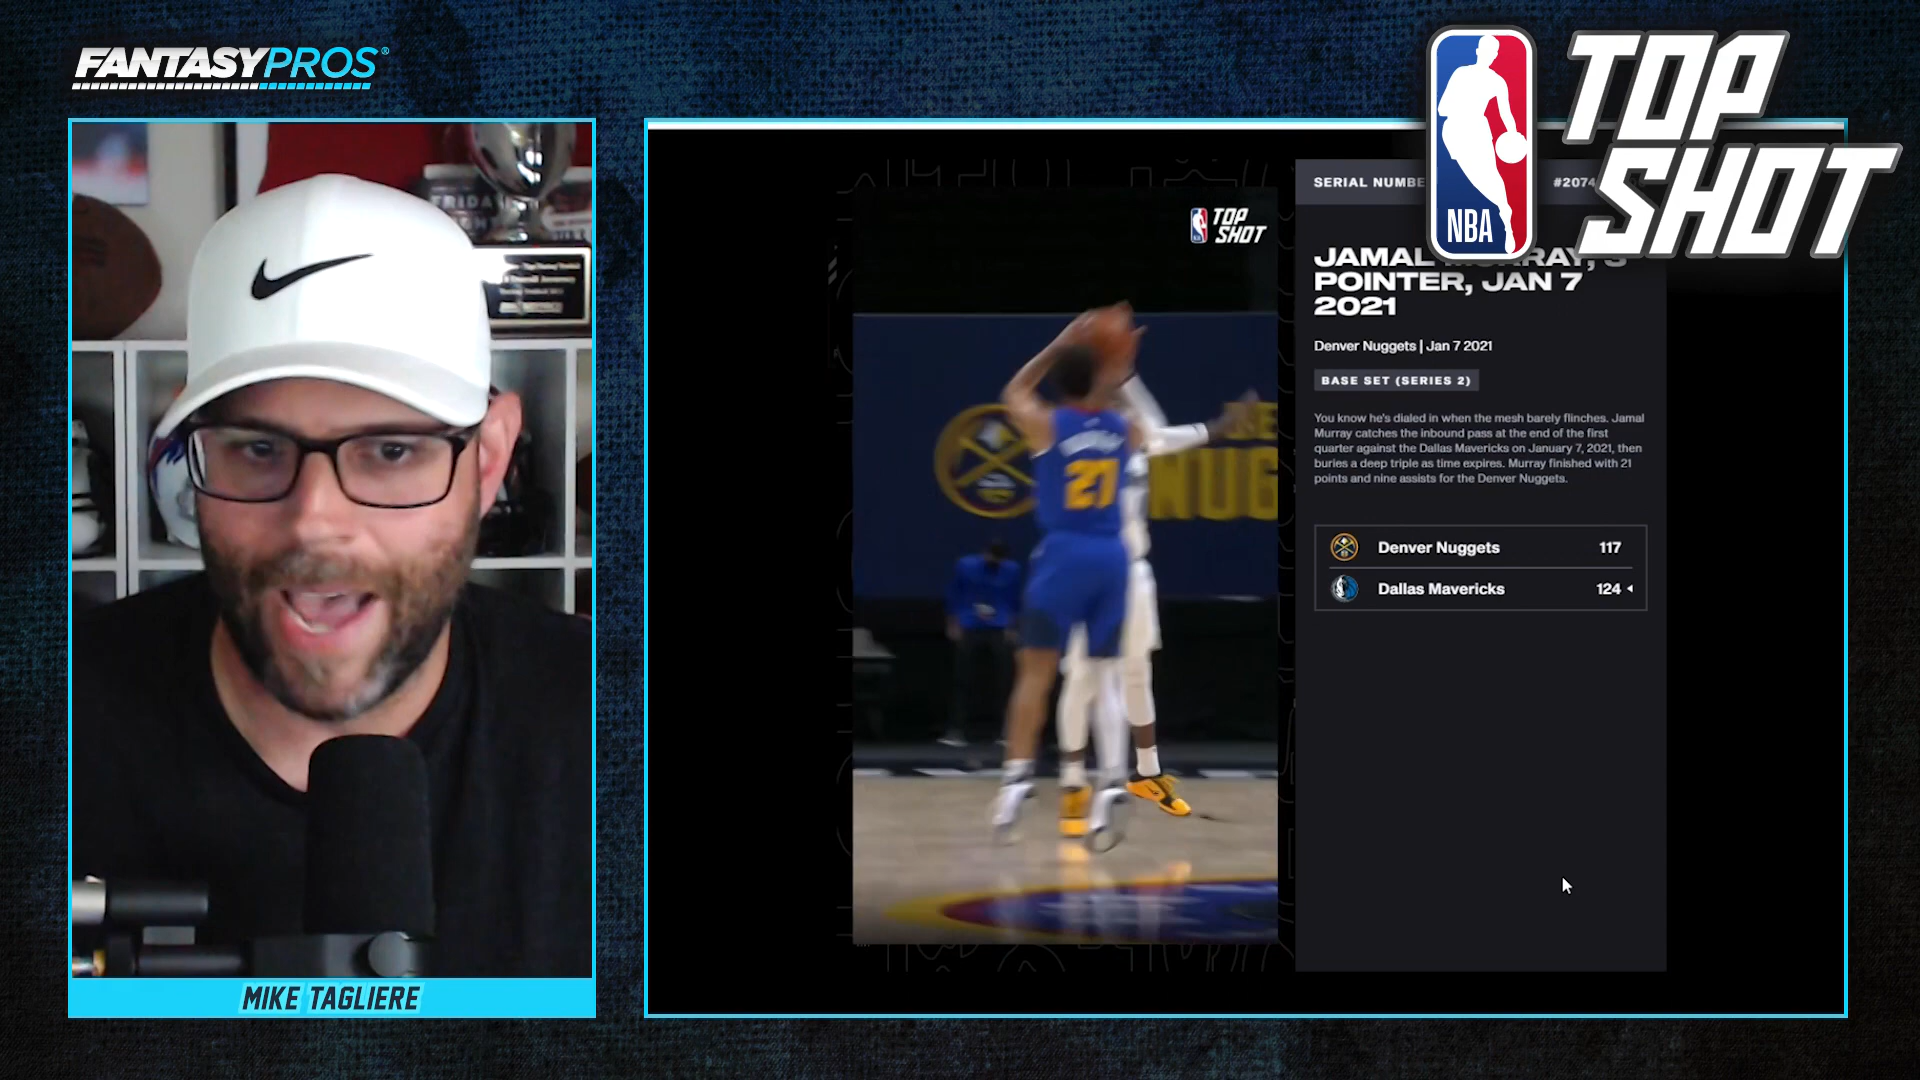 FANTASYPROS®
TOP
SHOT
NBA
FRIDA
TOP
SHOT
SERIAL NUMBE
#2074
JAMAL
POINTER, JAN 7
2021
Denver Nuggets | Jan 7 2021
BASE SET (SERIES 2)
You know he's dialed in when the mesh barely flinches. Jamal
Murray catches the inbound pass at the end of the first
quarter against the Dallas Mavericks on January 7, 2021, then
buries a deep triple as time expires. Murray finished with 21
points and nine assists for the Denver Nuggets.
Denver Nuggets 117
Dallas Mavericks 124
27
NUG
MIKE TAGLIERE